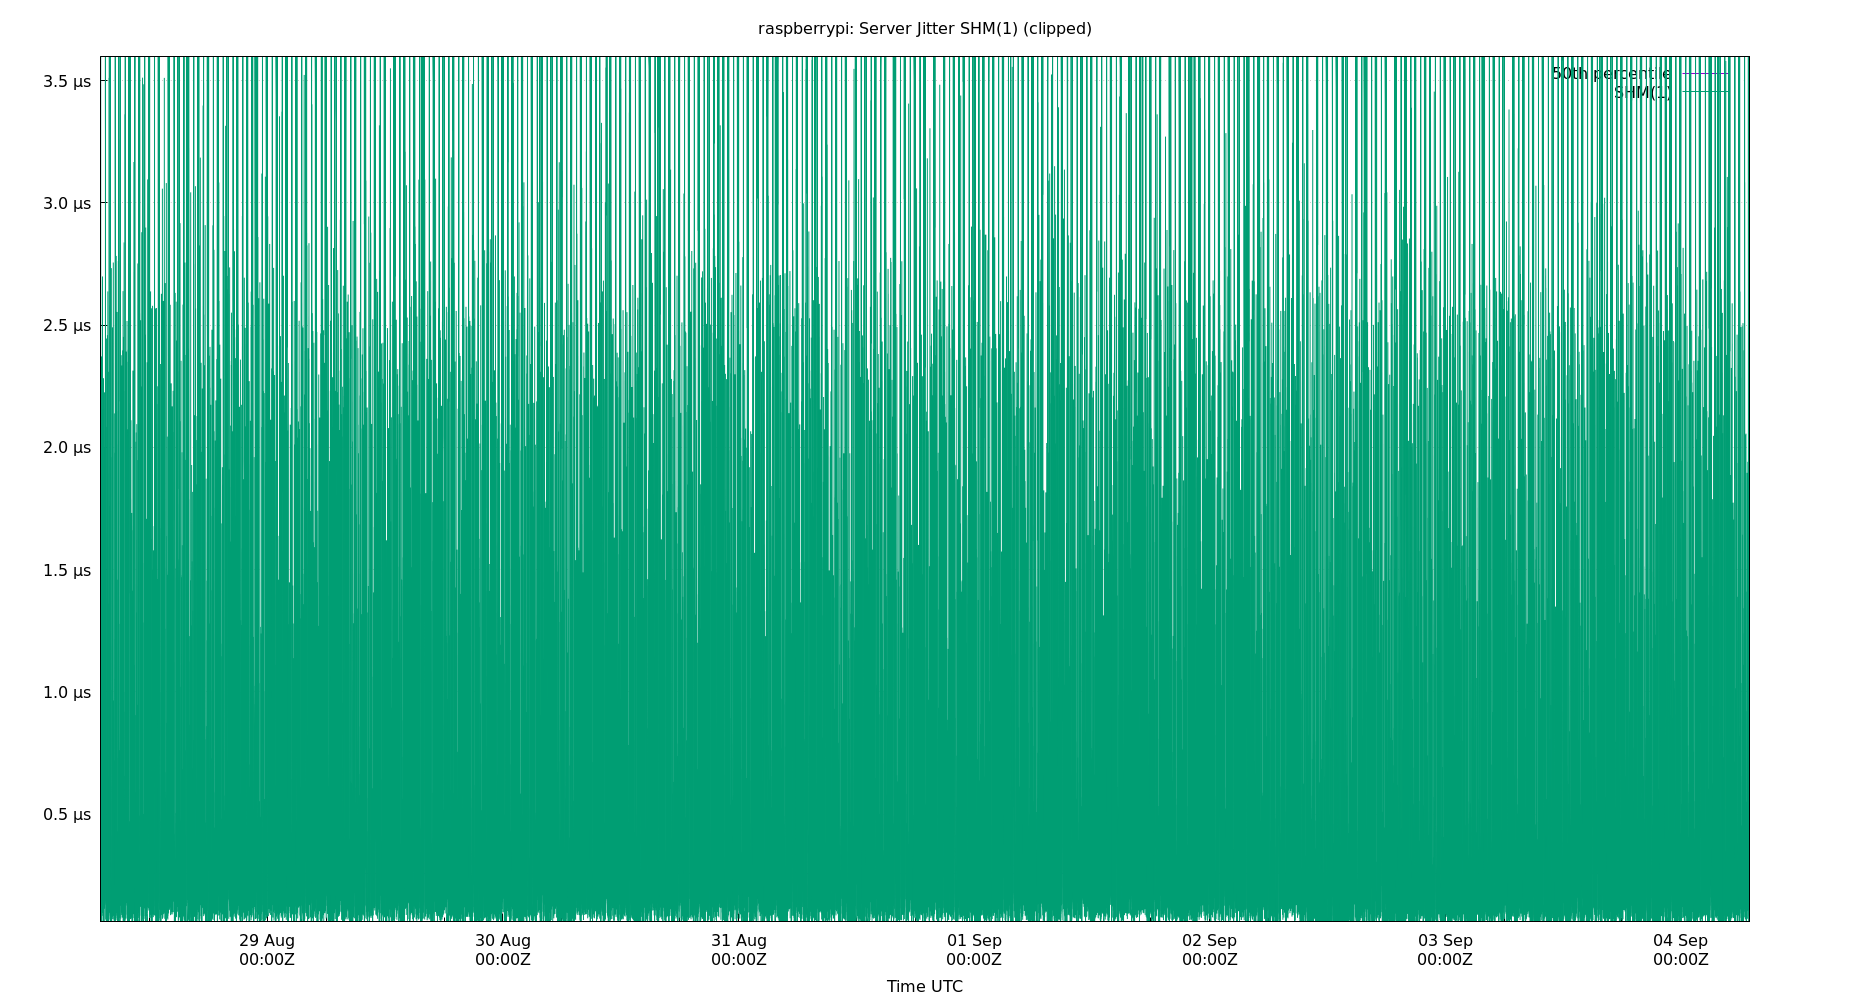 raspberrypi: Server Jitter SHM(1) (clipped)
3.5 µs
50th percentile
SHM(1)
3.0 µs
2.5 µs
2.0 µs
1.5 µs
1.0 µs
0.5 µs
29 Aug 30 Aug 31 Aug 01 Sep 02 Sep 03 Sep 04 Sep
00:00Z 00:00Z 00:00Z 00:00Z 00:00Z 00:00Z 00:00Z
Time UTC